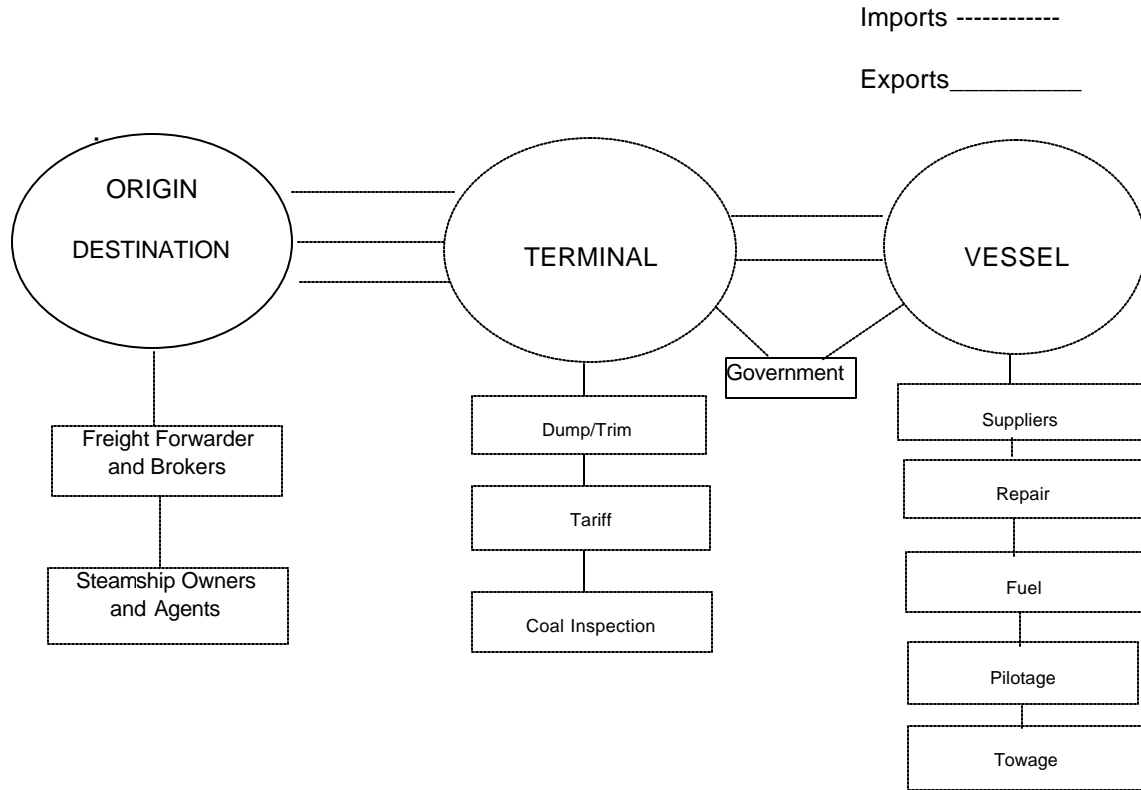 Imports ------------
Exports_________
ORIGIN
DESTINATION
TERMINAL
VESSEL
Government
Freight Forwarder
and Brokers
Steamship Owners
and Agents
Dump/Trim
Tariff
Coal Inspection
Suppliers
Repair
Fuel
Pilotage
Towage